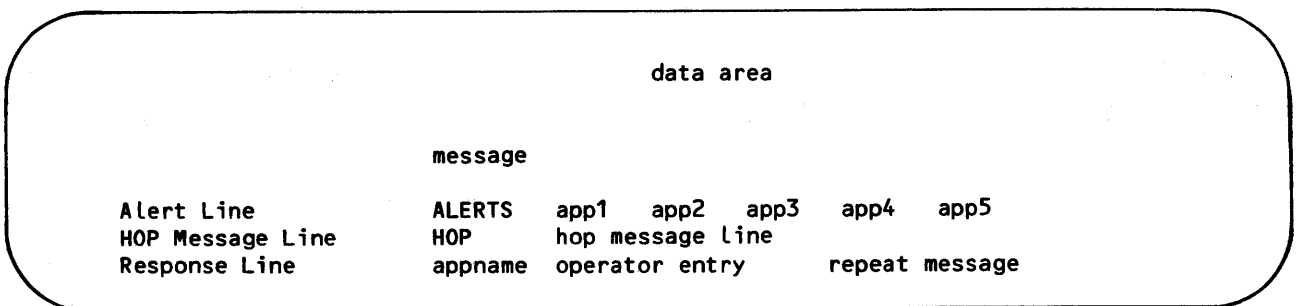 data area
message
Alert Line ALERTS app1 app2 app3 app4 app5
HOP Message Line HOP hop message line
Response Line appname operator entry repeat message